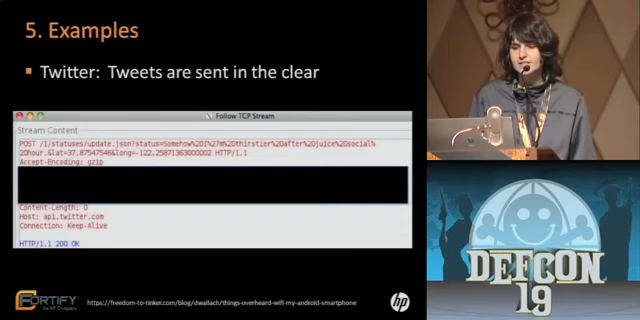 5. Examples
Twitter: Tweets are sent in the clear
Follow TCP Stream
Stream Content
POST /1/statuses/update.json?status=Somehow%20I%27m%20thirstier%20after%20juice%20social%
20hour.&lat=37.87547546&long=-122.25871363000002 HTTP/1.1
Accept-Encoding: gzip
Content-Length: 0
Host: api.twitter.com
Connection: Keep-Alive
HTTP/1.1 200 OK
FORTIFY
An HP Company
https://freedom-to-tinker.com/blog/dwallach/things-overheard-wifi-my-android-smartphone
hp
DEFCON
19